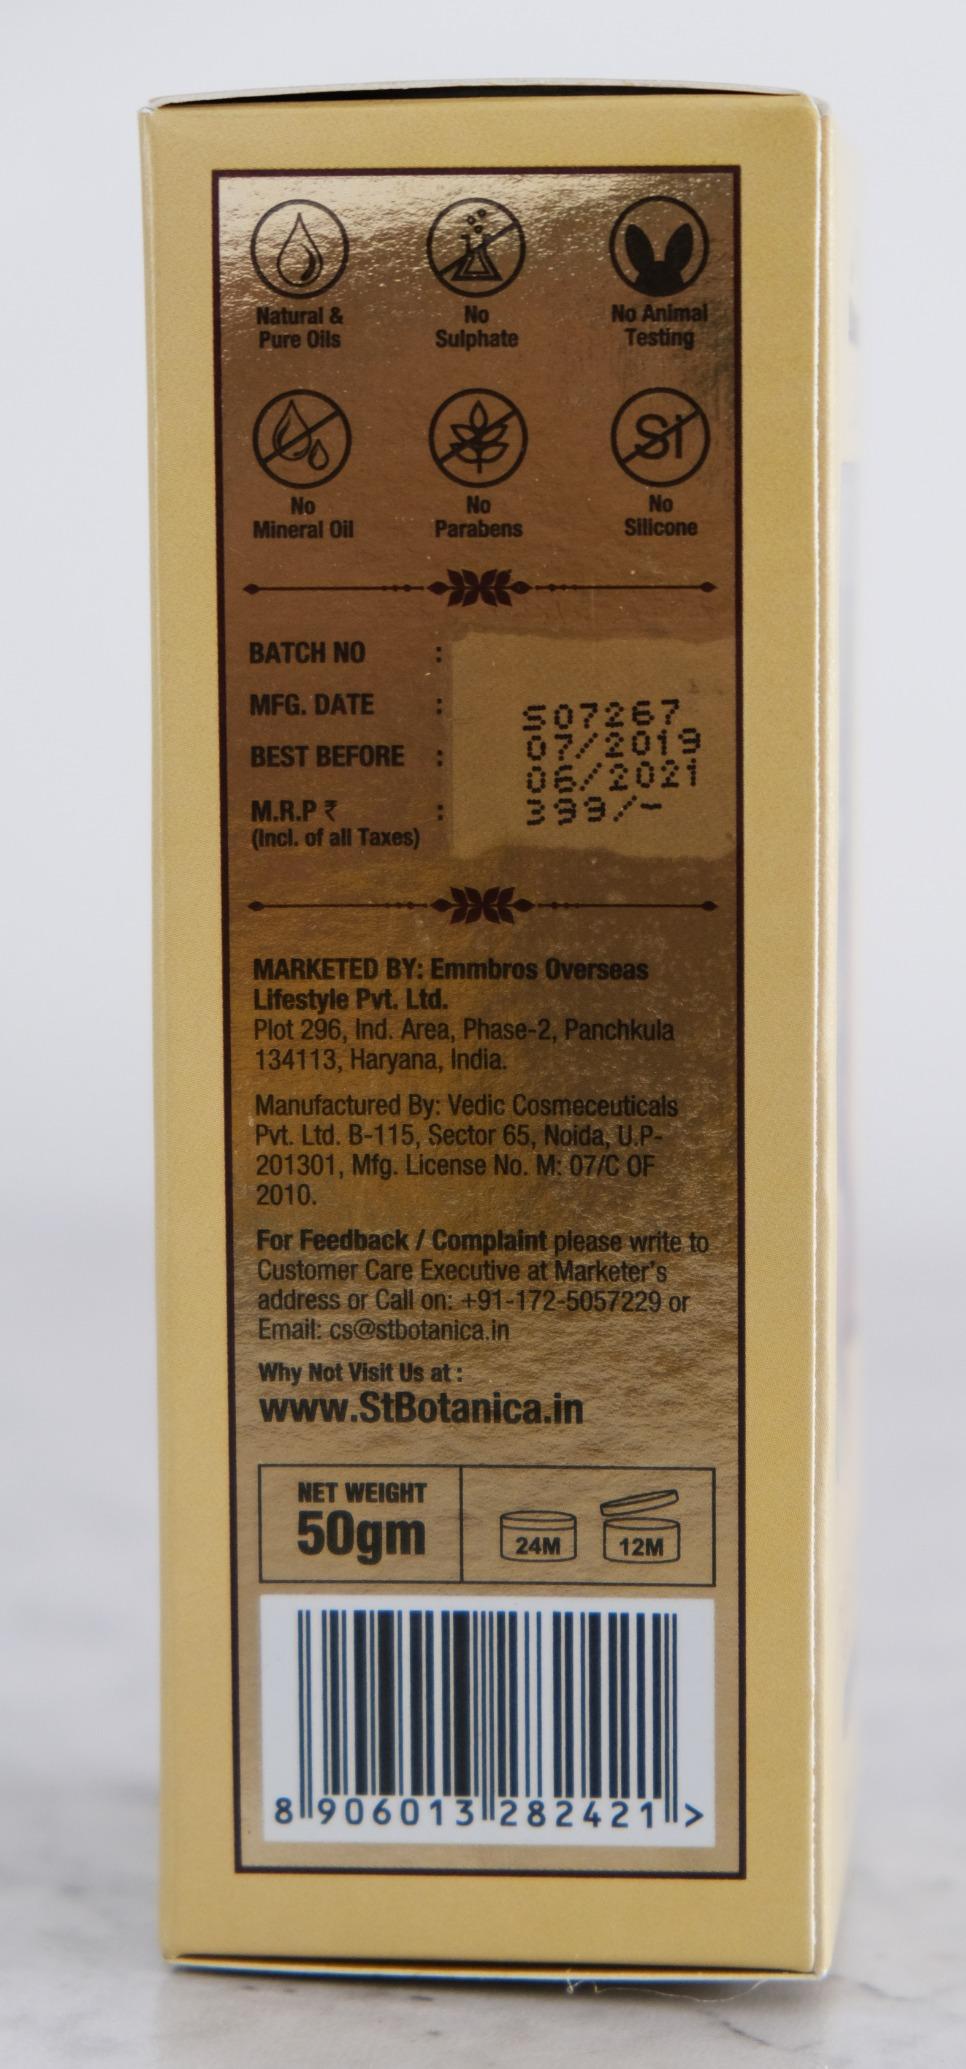 Natural &
Pure Oils
No
Sulphate
No Animal
Testing
No
Mineral Oil
No
Parabens
SI
No
Silicone
BATCH NO :
MFG. DATE : S07267
BEST BEFORE : 07/2019
06/2021
M.R.P ₹ : 399/-
(Incl. of all Taxes)
MARKETED BY: Emmbros Overseas
Lifestyle Pvt. Ltd.
Plot 296, Ind. Area, Phase-2, Panchkula
134113, Haryana, India.
Manufactured By: Vedic Cosmeceuticals
Pvt. Ltd. B-115, Sector 65, Noida, U.P-
201301, Mfg. License No. M: 07/C OF
2010.
For Feedback / Complaint please write to
Customer Care Executive at Marketer's
address or Call on: +91-172-5057229 or
Email: cs@stbotanica.in
Why Not Visit Us at :
www.StBotanica.in
NET WEIGHT
50gm
24M 12M
8 906013 282421 >